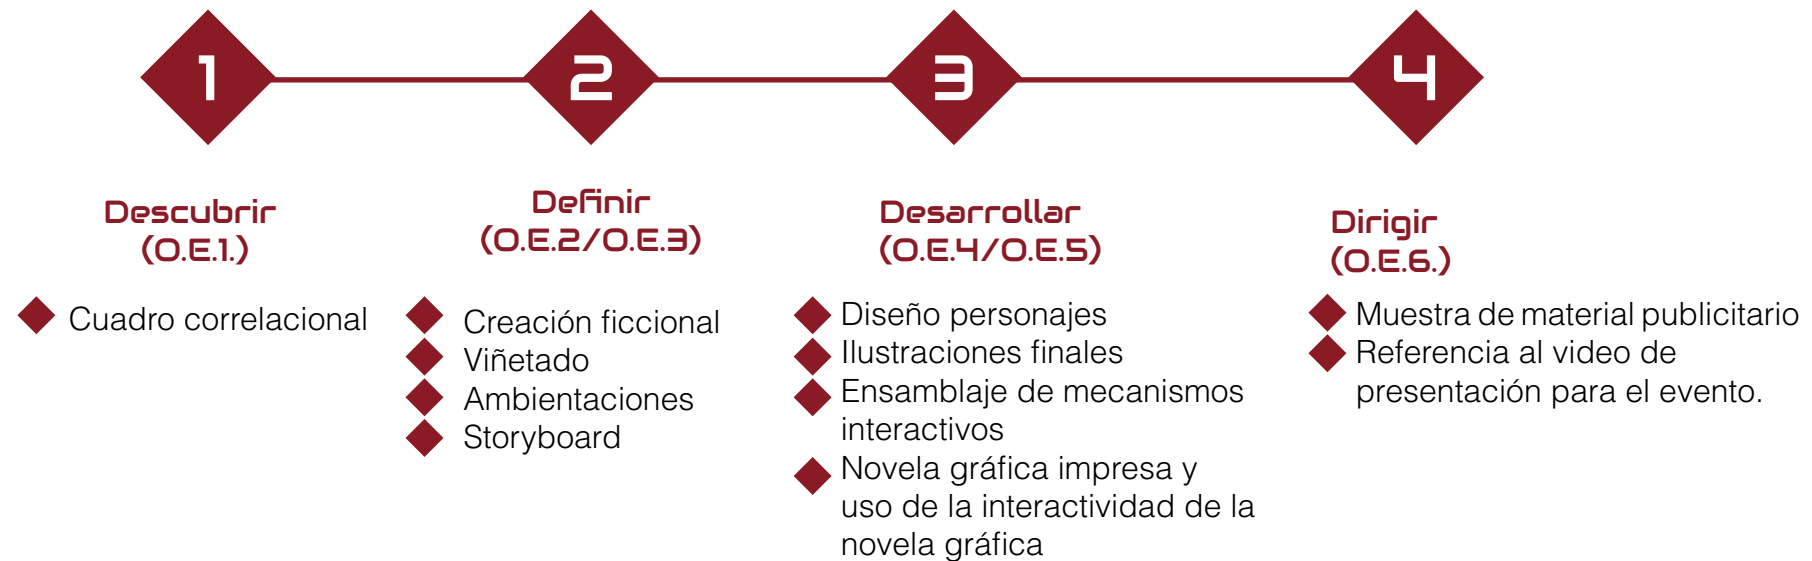 1
2
3
4
Descubrir
(O.E.1.)
Cuadro correlacional
Definir
(O.E.2/O.E.3)
Creación ficcional
Viñetado
Ambientaciones
Storyboard
Desarrollar
(O.E.4/O.E.5)
Diseño personajes
Ilustraciones finales
Ensamblaje de mecanismos
interactivos
Novela gráfica impresa y
uso de la interactividad de la
novela gráfica
Dirigir
(O.E.6.)
Muestra de material publicitario
Referencia al video de
presentación para el evento.